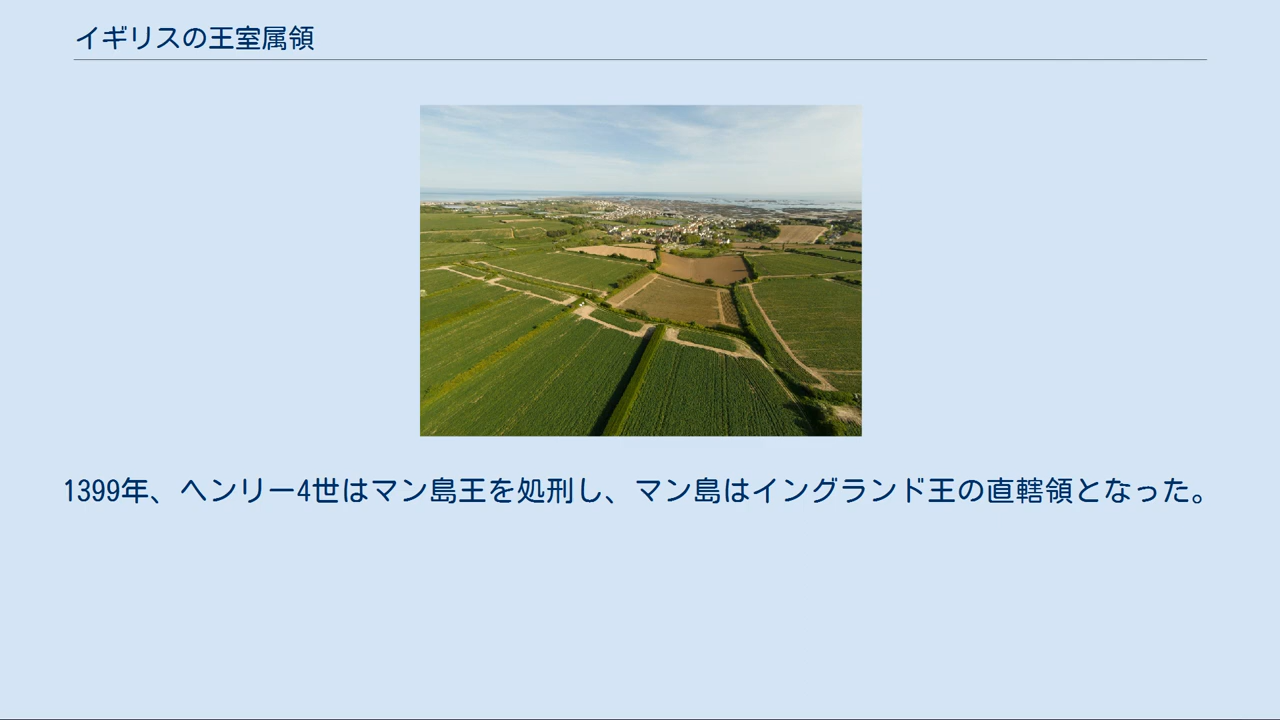 イギリスの王室属領
1399年、ヘンリー4世はマン島王を処刑し、マン島はイングランド王の直轄領となった。